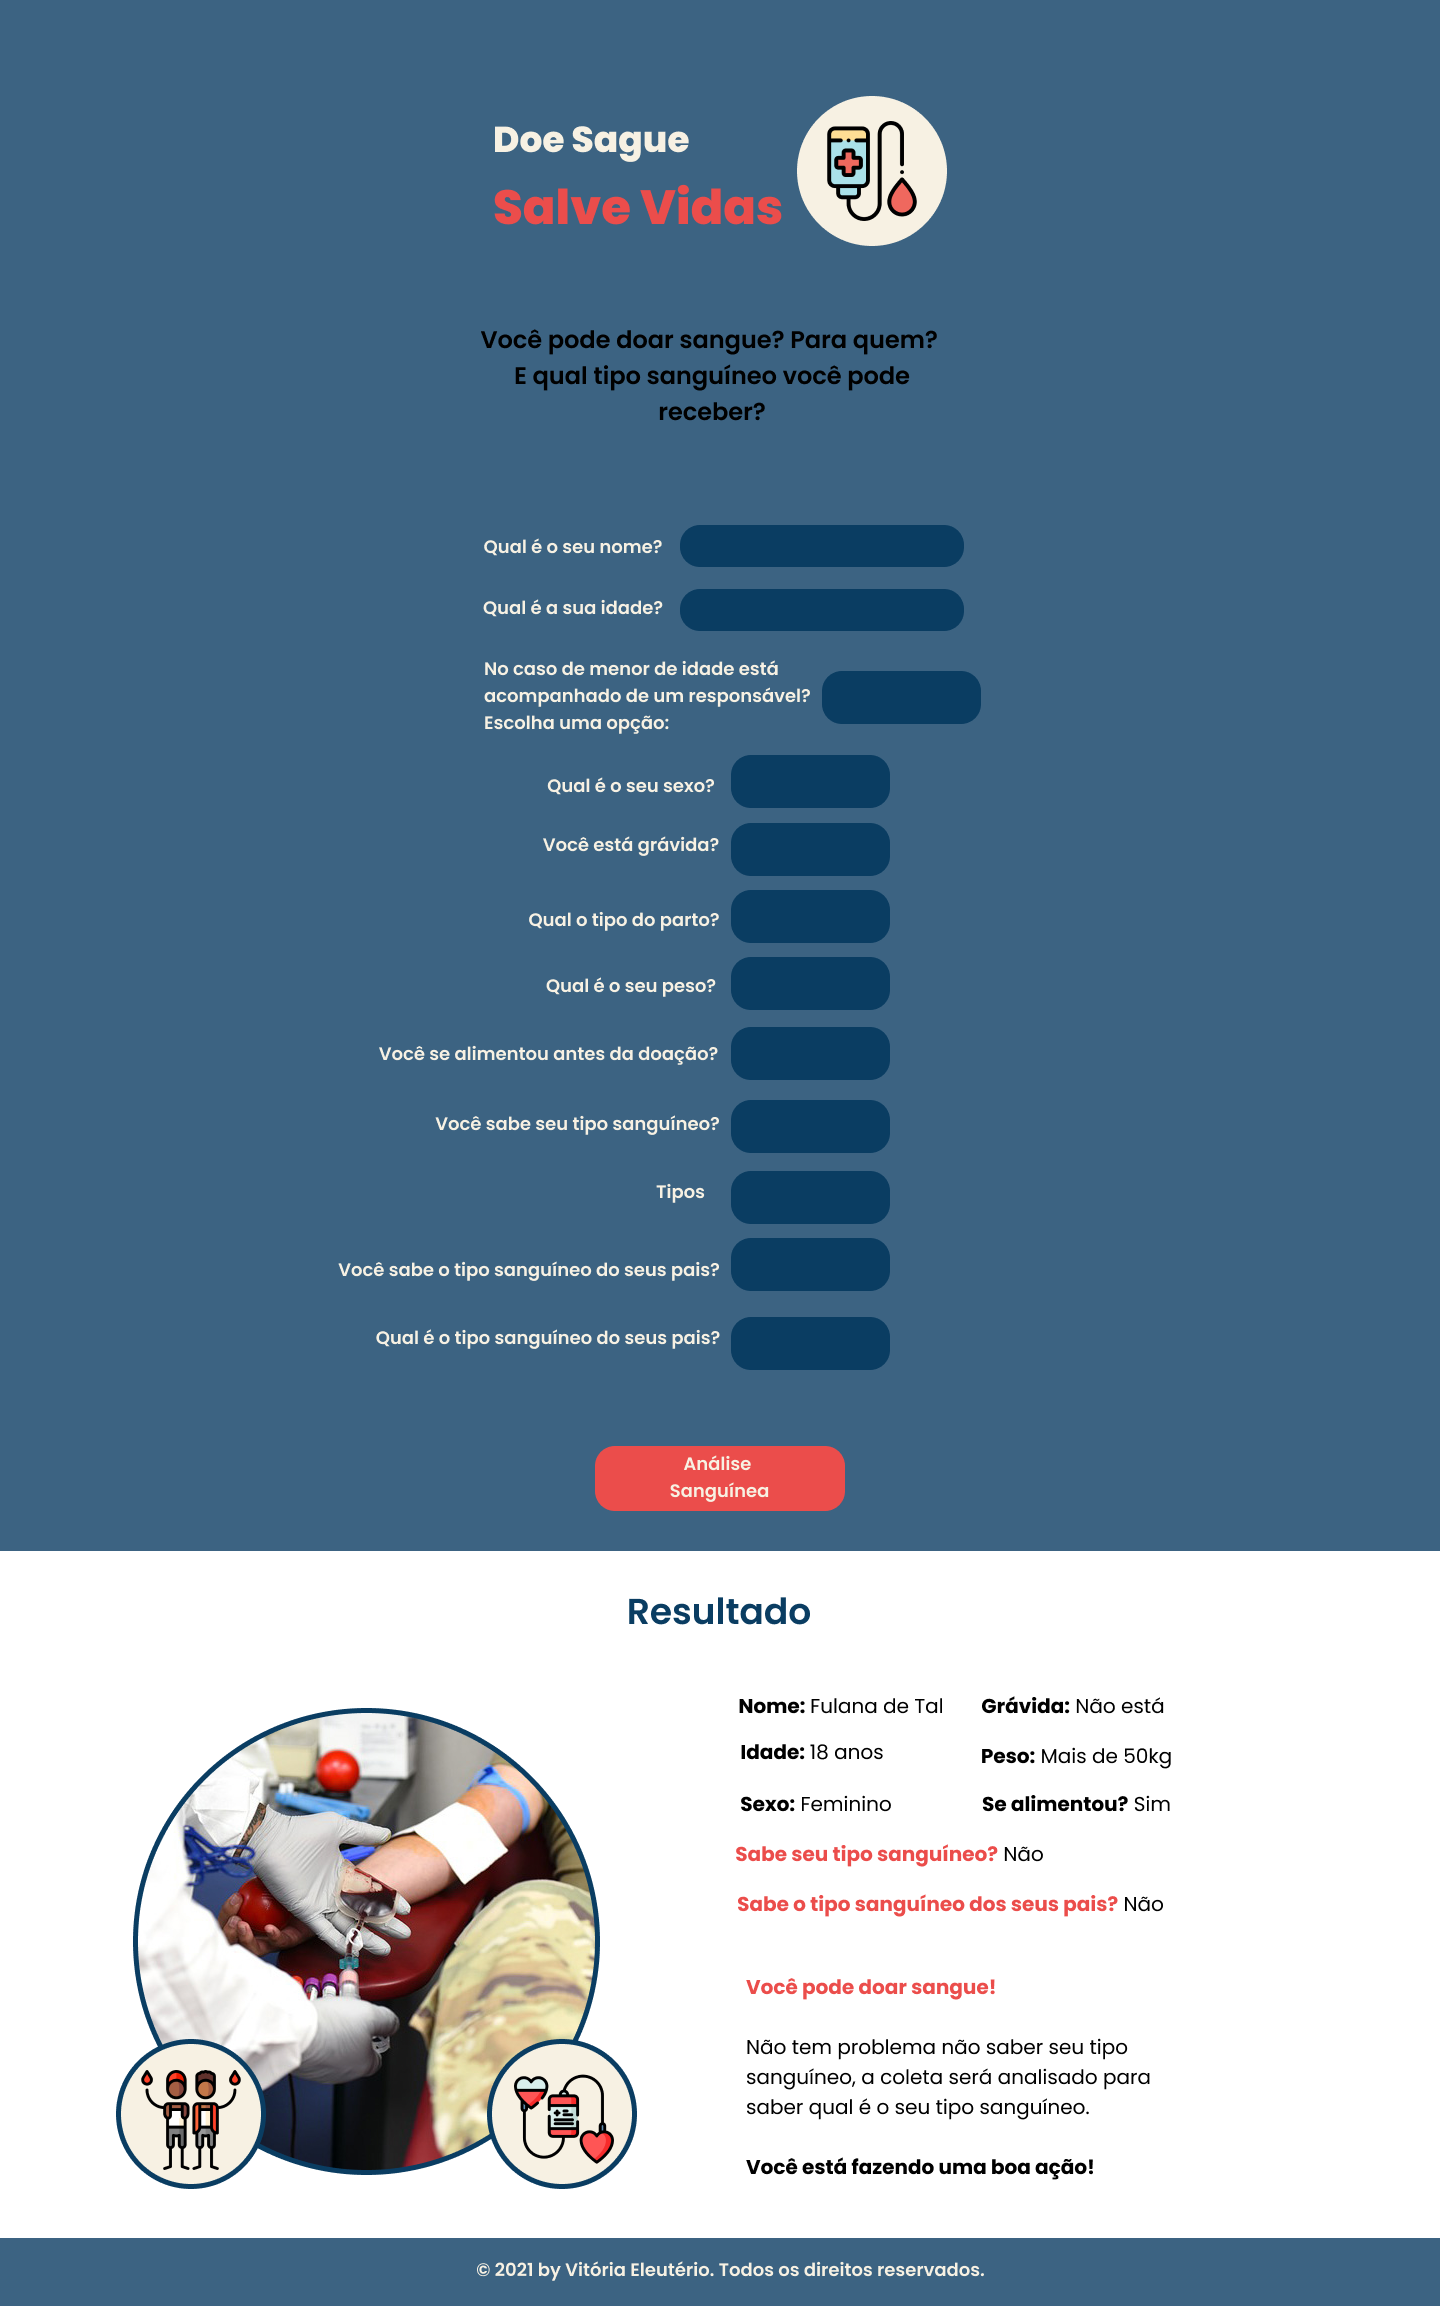 Doe Sague
Salve Vidas
Você pode doar sangue? Para quem?
E qual tipo sanguíneo você pode
receber?
Qual é o seu nome?
Qual é a sua idade?
No caso de menor de idade está
acompanhado de um responsável?
Escolha uma opção:
Qual é o seu sexo?
Você está grávida?
Qual o tipo do parto?
Qual é o seu peso?
Você se alimentou antes da doação?
Você sabe seu tipo sanguíneo?
Tipos
Você sabe o tipo sanguíneo do seus pais?
Qual é o tipo sanguíneo do seus pais?
Análise
Sanguínea
Resultado
Nome: Fulana de Tal
Grávida: Não está
Idade: 18 anos
Peso: Mais de 50kg
Sexo: Feminino
Se alimentou? Sim
Sabe seu tipo sanguíneo? Não
Sabe o tipo sanguíneo dos seus pais? Não
Você pode doar sangue!
Não tem problema não saber seu tipo
sanguíneo, a coleta será analisado para
saber qual é o seu tipo sanguíneo.
Você está fazendo uma boa ação!
© 2021 by Vitória Eleutério. Todos os direitos reservados.